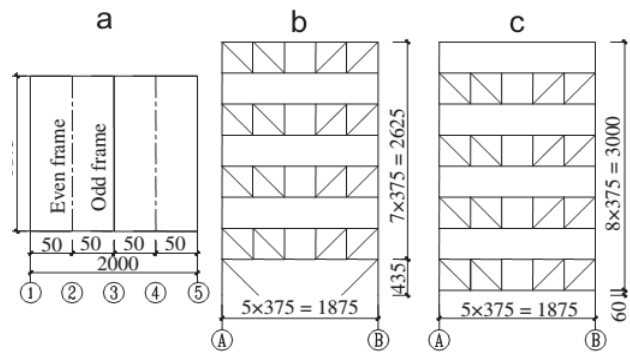 a
Even frame
Odd frame
50 50 50 50
2000
1 2 3 4 5
b
7×375 = 2625
435
5×375 = 1875
A B
c
8×375 = 3000
60
5×375 = 1875
A B